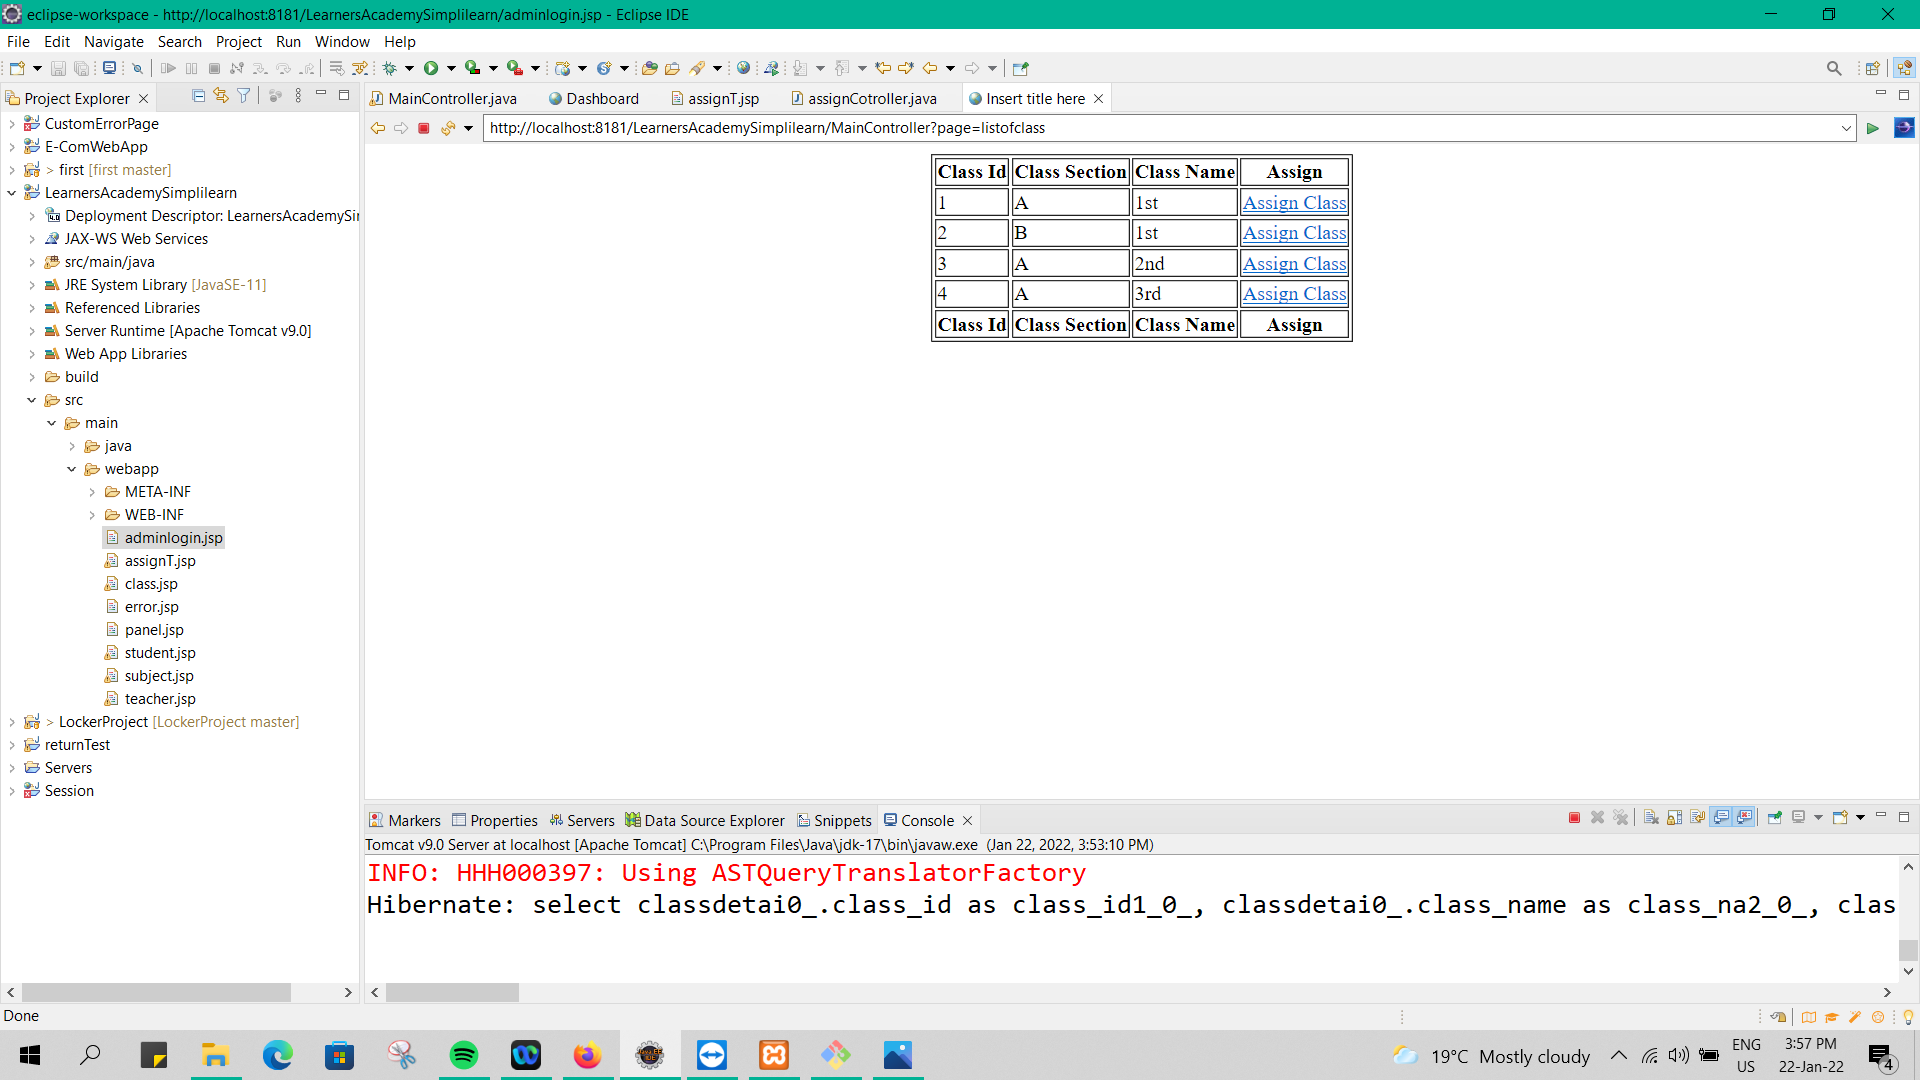 eclipse-workspace - http://localhost:8181/LearnersAcademySimplilearn/adminlogin.jsp - Eclipse IDE
File Edit Navigate Search Project Run Window Help
Project Explorer
MainController.java Dashboard assignT.jsp assignCotroller.java Insert title here
http://localhost:8181/LearnersAcademySimplilearn/MainController?page=listofclass
CustomErrorPage
E-ComWebApp
> first [first master]
LearnersAcademySimplilearn
Deployment Descriptor: LearnersAcademySi
JAX-WS Web Services
src/main/java
JRE System Library [JavaSE-11]
Referenced Libraries
Server Runtime [Apache Tomcat v9.0]
Web App Libraries
build
src
main
java
webapp
META-INF
WEB-INF
adminlogin.jsp
assignT.jsp
class.jsp
error.jsp
panel.jsp
student.jsp
subject.jsp
teacher.jsp
> LockerProject [LockerProject master]
returnTest
Servers
Session
Class Id Class Section Class Name Assign
1 A 1st Assign Class
2 B 1st Assign Class
3 A 2nd Assign Class
4 A 3rd Assign Class
Class Id Class Section Class Name Assign
Markers Properties Servers Data Source Explorer Snippets Console
Tomcat v9.0 Server at localhost [Apache Tomcat] C:\Program Files\Java\jdk-17\bin\javaw.exe (Jan 22, 2022, 3:53:10 PM)
INFO: HHH000397: Using ASTQueryTranslatorFactory
Hibernate: select classdetai0_.class_id as class_id1_0_, classdetai0_.class_name as class_na2_0_, clas
Done
19°C Mostly cloudy
ENG
US
3:57 PM
22-Jan-22
4